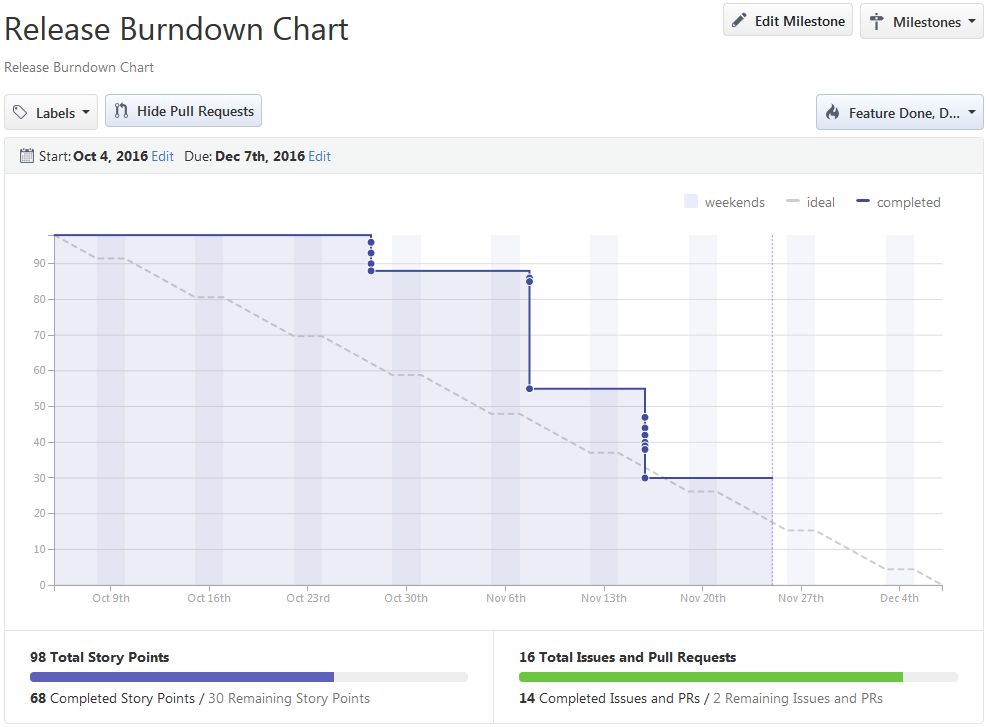 Release Burndown Chart
Edit Milestone
Milestones
Release Burndown Chart
Labels
Hide Pull Requests
Feature Done, D...
Start: Oct 4, 2016 Edit Due: Dec 7th, 2016 Edit
weekends
ideal
completed
90
80
70
60
50
40
30
20
10
0
Oct 9th
Oct 16th
Oct 23rd
Oct 30th
Nov 6th
Nov 13th
Nov 20th
Nov 27th
Dec 4th
98 Total Story Points
68 Completed Story Points / 30 Remaining Story Points
16 Total Issues and Pull Requests
14 Completed Issues and PRs / 2 Remaining Issues and PRs